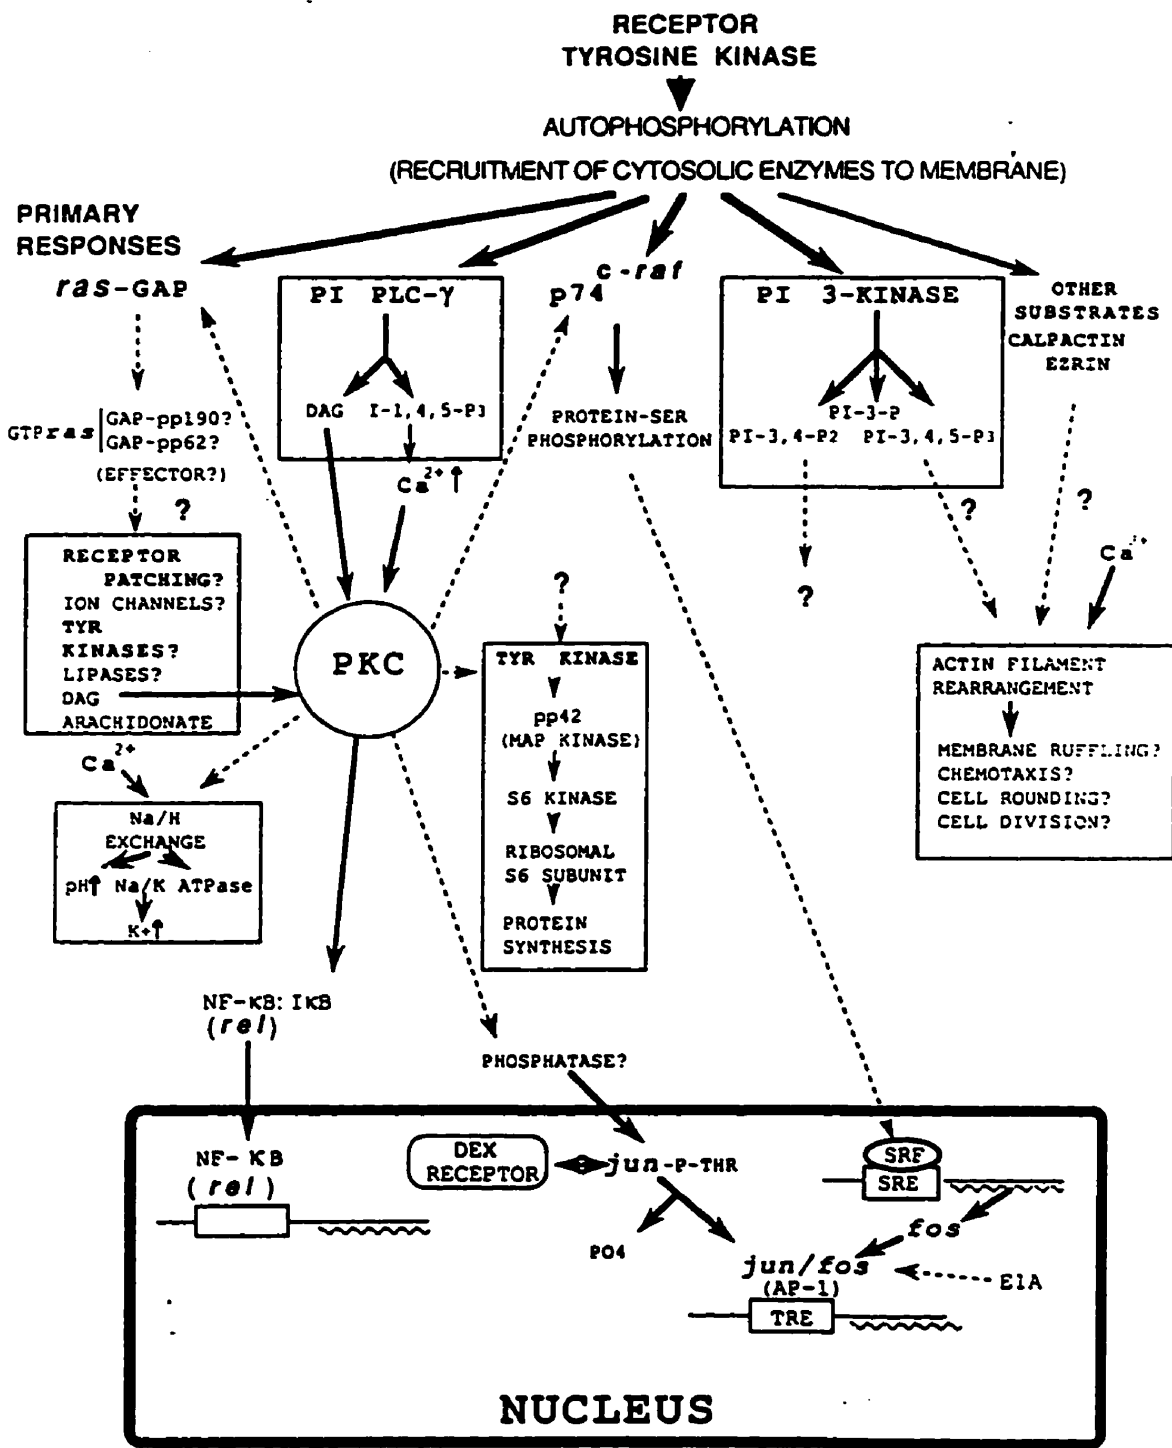 RECEPTOR
TYROSINE KINASE
AUTOPHOSPHORYLATION
(RECRUITMENT OF CYTOSOLIC ENZYMES TO MEMBRANE)
PRIMARY
RESPONSES
ras-GAP
PI PLC-γ
c-raf
p74
PI 3-KINASE
OTHER
SUBSTRATES
CALPACTIN
EZRIN
DAG I-1,4,5-P3
PROTEIN-SER
PHOSPHORYLATION
PI-3-P
PI-3,4-P2 PI-3,4,5-P3
GTPras
GAP-pp190?
GAP-pp62?
(EFFECTOR?)
?
Ca2+ ↑
?
?
?
Ca2+
RECEPTOR
PATCHING?
ION CHANNELS?
TYR
KINASES?
LIPASES?
DAG
ARACHIDONATE
PKC
?
TYR KINASE
pp42
(MAP KINASE)
S6 KINASE
RIBOSOMAL
S6 SUBUNIT
PROTEIN
SYNTHESIS
ACTIN FILAMENT
REARRANGEMENT
MEMBRANE RUFFLING?
CHEMOTAXIS?
CELL ROUNDING?
CELL DIVISION?
Ca2+
Na/H
EXCHANGE
pH↑ Na/K ATPase
K+↑
NF-κB:IκB
(rel)
PHOSPHATASE?
NF-KB
(rel)
DEX
RECEPTOR
jun-P-THR
SRF
SRE
PO4
fos
jun/fos
(AP-1)
E1A
TRE
NUCLEUS